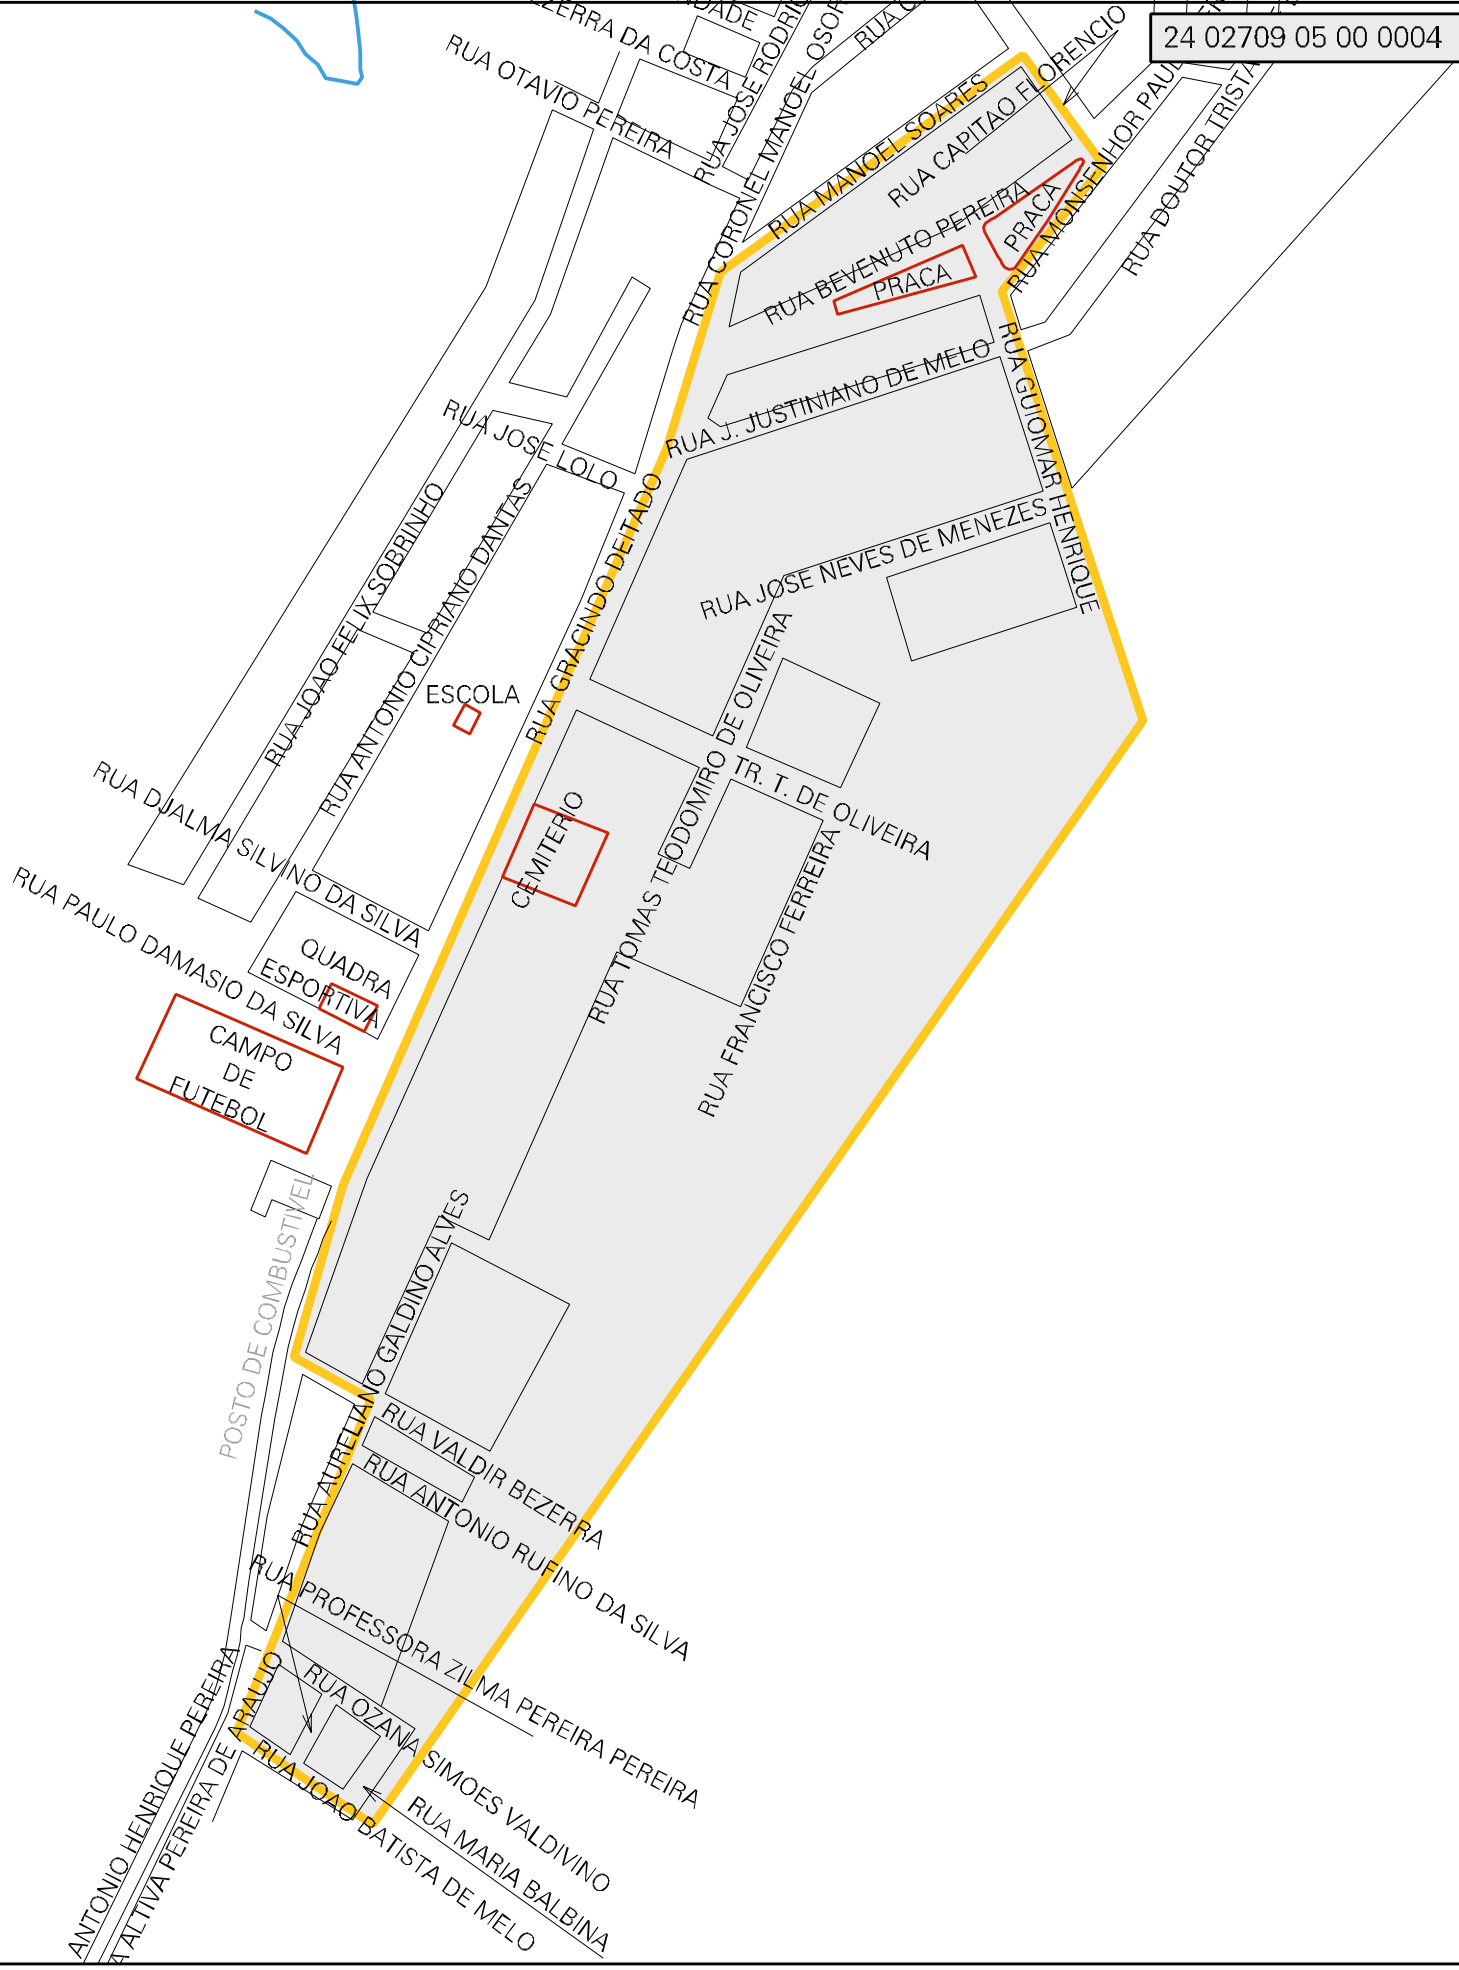 24 02709 05 00 0004
ZERRA DA COSTA
DADE
RUA OTAVIO PEREIRA
RUA JOSE RODRIG
RUA CORONEL MANOEL OSOR
RUA C
RUA MANOEL SOARES
RUA CAPITAO FLORENCIO
RUA MONSENHOR PAUL
RUA DOUTOR TRISTA
RUA BEVENUTO PEREIRA
PRACA
PRACA
RUA J. JUSTINIANO DE MELO
RUA GUIOMAR HENRIQUE
RUA JOSE LOLO
RUA JOAO FELIX SOBRINHO
RUA ANTONIO CIPRIANO DANTAS
RUA GRACINDO DEITADO
RUA JOSE NEVES DE MENEZES
ESCOLA
RUA TOMAS TEODOMIRO DE OLIVEIRA
TR. T. DE OLIVEIRA
RUA FRANCISCO FERREIRA
CEMITERIO
RUA DJALMA SILVINO DA SILVA
RUA PAULO DAMASIO DA SILVA
QUADRA
ESPORTIVA
CAMPO
DE
FUTEBOL
POSTO DE COMBUSTIVEL
RUA AURELIANO GALDINO ALVES
RUA VALDIR BEZERRA
RUA ANTONIO RUFINO DA SILVA
RUA PROFESSORA ZILMA PEREIRA PEREIRA
RUA OZANA SIMOES VALDIVINO
RUA MARIA BALBINA
RUA JOAO BATISTA DE MELO
ANTONIO HENRIQUE PEREIRA
A ALTIVA PEREIRA DE ARAUJO